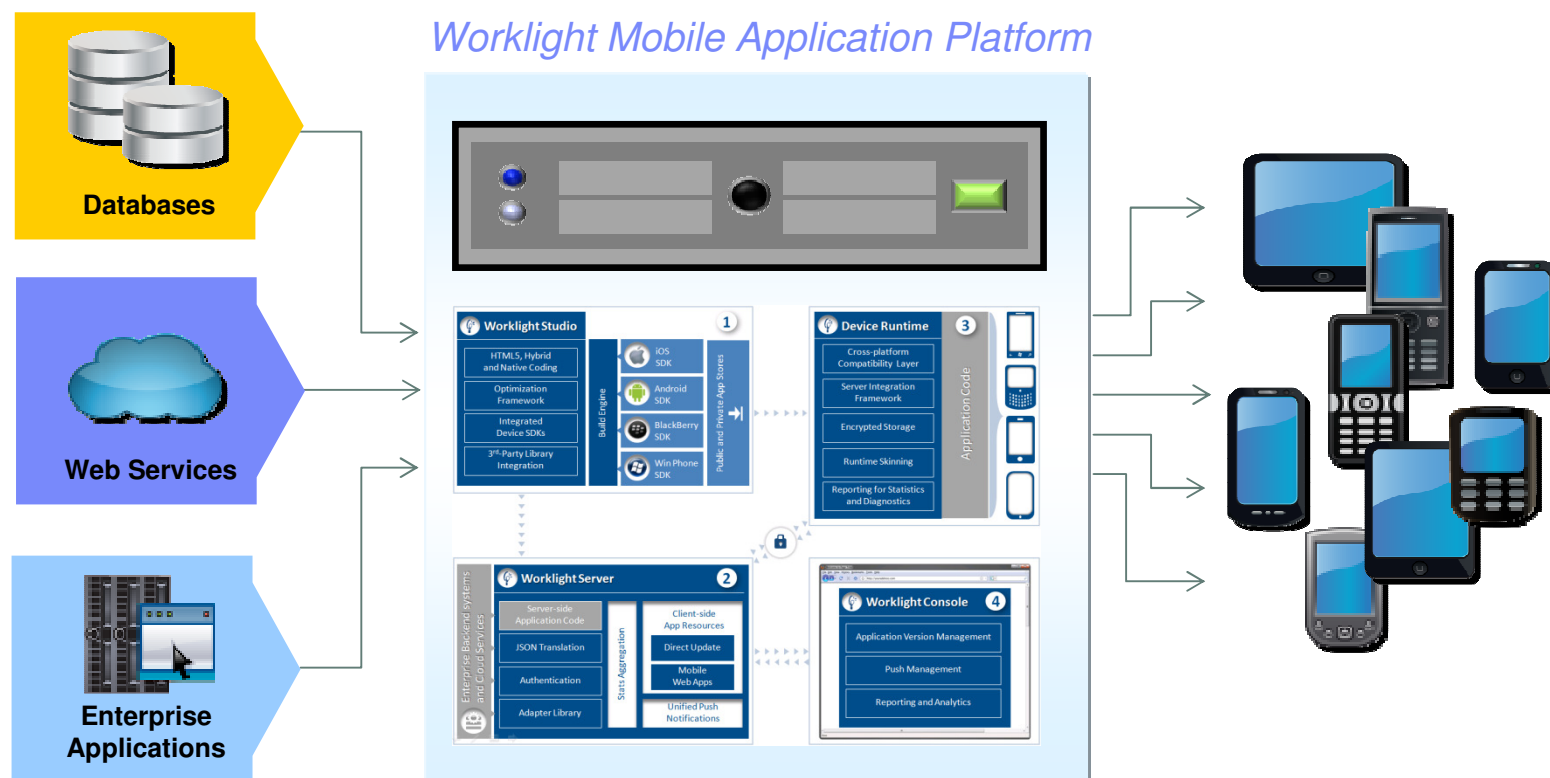 Worklight Mobile Application Platform
Databases
Web Services
Enterprise
Applications
Worklight Studio
1
HTML5, Hybrid
and Native Coding
Optimization
Framework
Integrated
Device SDKs
3rd-Party Library
Integration
Build Engine
iOS
SDK
Android
SDK
BlackBerry
SDK
Win Phone
SDK
Public and Private App Stores
Device Runtime
3
Cross-platform
Compatibility Layer
Server Integration
Framework
Encrypted Storage
Runtime Skinning
Reporting for Statistics
and Diagnostics
Application Code
Enterprise Backend systems
and Cloud Services
Worklight Server
2
Server-side
Application Code
JSON Translation
Authentication
Adapter Library
Stats Aggregation
Client-side
App Resources
Direct Update
Mobile
Web Apps
Unified Push
Notifications
Worklight Console
4
Application Version Management
Push Management
Reporting and Analytics